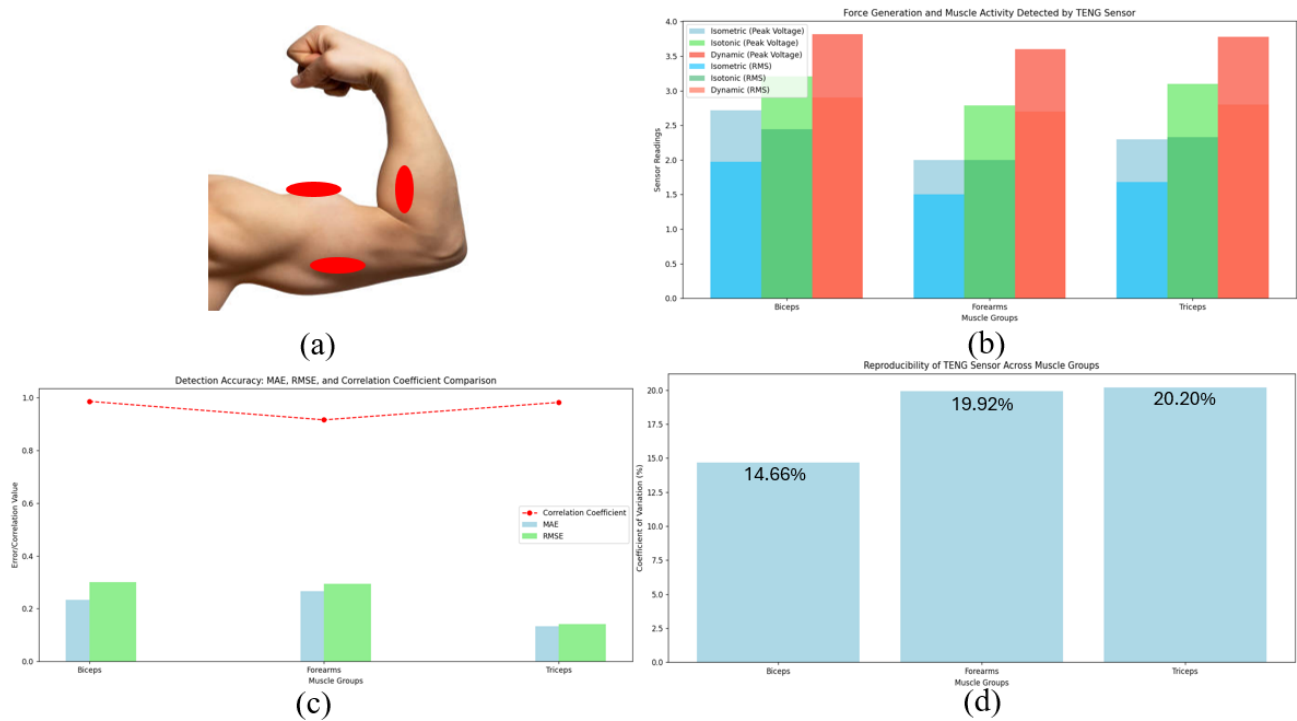 (a)
Force Generation and Muscle Activity Detected by TENG Sensor
Isometric (Peak Voltage)
Isotonic (Peak Voltage)
Dynamic (Peak Voltage)
Isometric (RMS)
Isotonic (RMS)
Dynamic (RMS)
4.0
3.5
3.0
2.5
2.0
1.5
1.0
0.5
0.0
Sensor Readings
Biceps
Forearms
Triceps
Muscle Groups
(b)
Detection Accuracy: MAE, RMSE, and Correlation Coefficient Comparison
1.0
0.8
0.6
0.4
0.2
0.0
Error/Correlation Value
Correlation Coefficient
MAE
RMSE
Biceps
Forearms
Triceps
Muscle Groups
(c)
Reproducibility of TENG Sensor Across Muscle Groups
20.0
17.5
15.0
12.5
10.0
7.5
5.0
2.5
0.0
Coefficient of Variation (%)
14.66%
19.92%
20.20%
Biceps
Forearms
Triceps
Muscle Groups
(d)